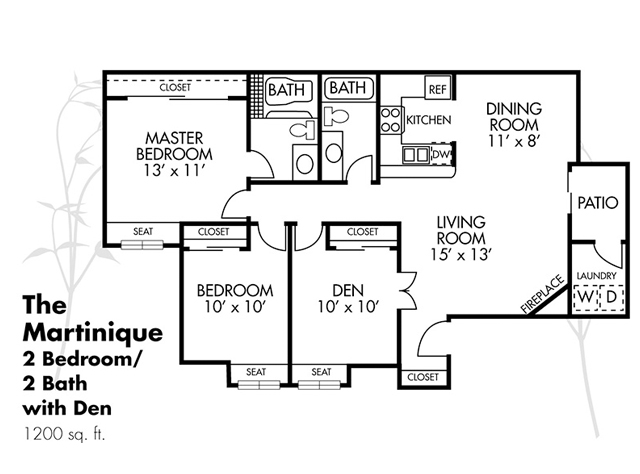 CLOSET
BATH
BATH
REF
MASTER
BEDROOM
13' x 11'
KITCHEN
DINING
ROOM
11' x 8'
DW
SEAT
CLOSET
CLOSET
LIVING
ROOM
15' x 13'
PATIO
BEDROOM
10' x 10'
DEN
10' x 10'
FIREPLACE
LAUNDRY
W D
SEAT
SEAT
CLOSET
The
Martinique
2 Bedroom/
2 Bath
with Den
1200 sq. ft.